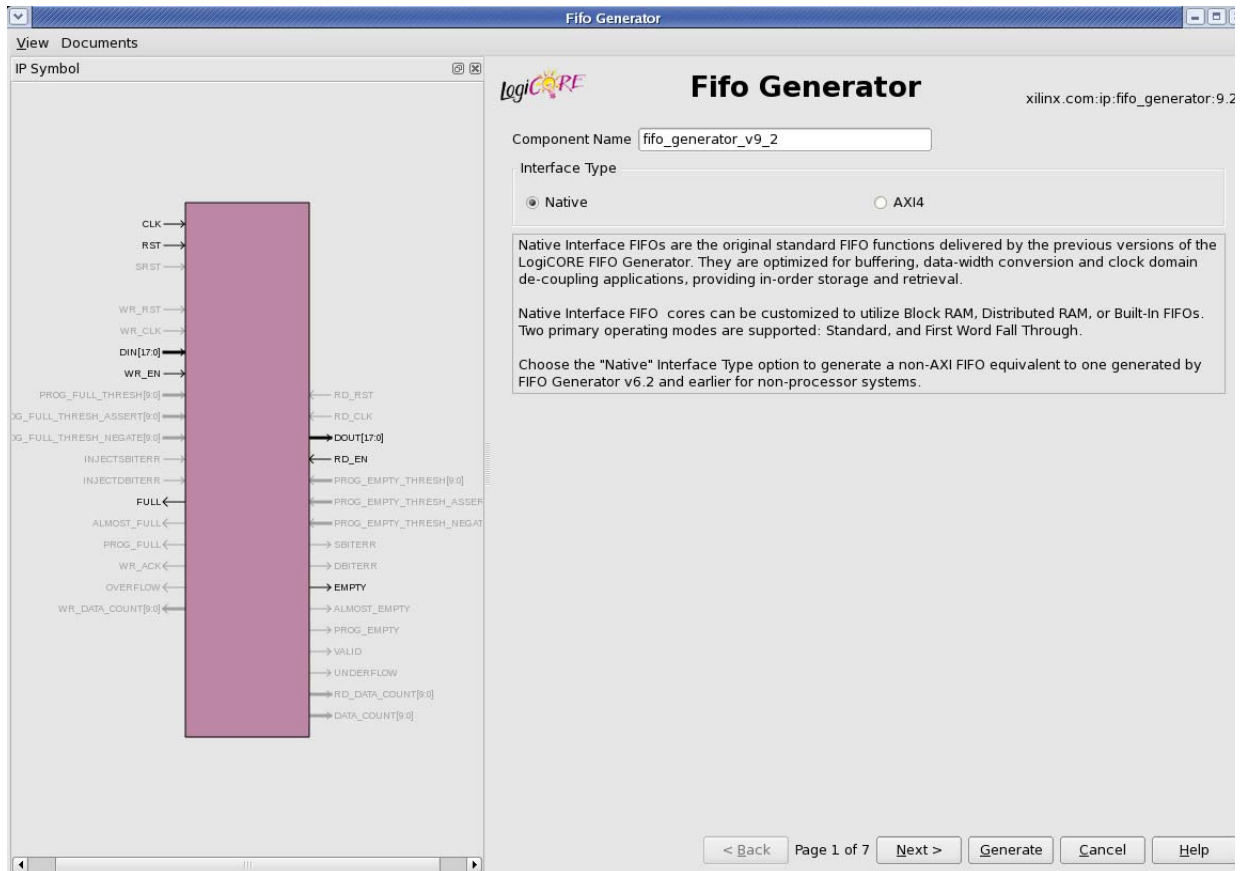 Fifo Generator
View Documents
IP Symbol
CLK
RST
SRST
WR_RST
WR_CLK
DIN[17:0]
WR_EN
PROG_FULL_THRESH[9:0]
OG_FULL_THRESH_ASSERT[9:0]
OG_FULL_THRESH_NEGATE[9:0]
INJECTSBITERR
INJECTDBITERR
FULL
ALMOST_FULL
PROG_FULL
WR_ACK
OVERFLOW
WR_DATA_COUNT[9:0]
RD_RST
RD_CLK
DOUT[17:0]
RD_EN
PROG_EMPTY_THRESH[9:0]
PROG_EMPTY_THRESH_ASSER
PROG_EMPTY_THRESH_NEGAT
SBITERR
DBITERR
EMPTY
ALMOST_EMPTY
PROG_EMPTY
VALID
UNDERFLOW
RD_DATA_COUNT[9:0]
DATA_COUNT[9:0]
LogiCORE
Fifo Generator
xilinx.com:ip:fifo_generator:9.2
Component Name fifo_generator_v9_2
Interface Type
Native AXI4
Native Interface FIFOs are the original standard FIFO functions delivered by the previous versions of the
LogiCORE FIFO Generator. They are optimized for buffering, data-width conversion and clock domain
de-coupling applications, providing in-order storage and retrieval.
Native Interface FIFO cores can be customized to utilize Block RAM, Distributed RAM, or Built-In FIFOs.
Two primary operating modes are supported: Standard, and First Word Fall Through.
Choose the "Native" Interface Type option to generate a non-AXI FIFO equivalent to one generated by
FIFO Generator v6.2 and earlier for non-processor systems.
< Back Page 1 of 7 Next > Generate Cancel Help